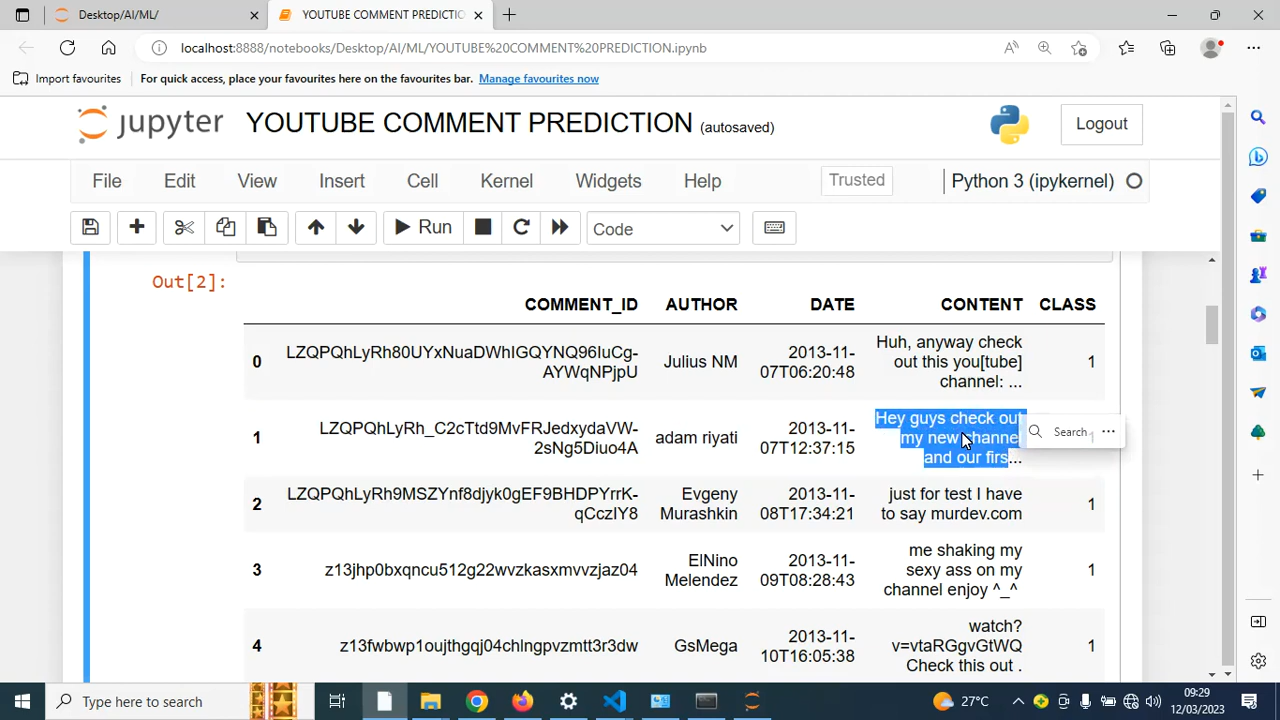 Desktop/AI/ML/
YOUTUBE COMMENT PREDICTIO
localhost:8888/notebooks/Desktop/AI/ML/YOUTUBE%20COMMENT%20PREDICTION.ipynb
Import favourites
For quick access, place your favourites here on the favourites bar. Manage favourites now
jupyter YOUTUBE COMMENT PREDICTION (autosaved)
Logout
File Edit View Insert Cell Kernel Widgets Help
Trusted
Python 3 (ipykernel)
Run
Code
Out[2]:
COMMENT_ID AUTHOR DATE CONTENT CLASS
0 LZQPQhLyRh80UYxNuaDWhIGQYNQ96IuCg-
AYWqNPjpU
Julius NM
2013-11-
07T06:20:48
Huh, anyway check
out this you[tube]
channel: ...
1
1 LZQPQhLyRh_C2cTtd9MvFRJedxydaVW-
2sNg5Diuo4A
adam riyati
2013-11-
07T12:37:15
Hey guys check out
my new channel
and our firs...
1
Search
2 LZQPQhLyRh9MSZYnf8djyk0gEF9BHDPYrrK-
qCczIY8
Evgeny
Murashkin
2013-11-
08T17:34:21
just for test I have
to say murdev.com
1
3 z13jhp0bxqncu512g22wvzkasxmvvzjaz04
ElNino
Melendez
2013-11-
09T08:28:43
me shaking my
sexy ass on my
channel enjoy ^_^
1
4 z13fwbwp1oujthgqj04chlngpvzmtt3r3dw
GsMega
2013-11-
10T16:05:38
watch?
v=vtaRGgvGtWQ
Check this out .
1
Type here to search
27°C
09:29
12/03/2023